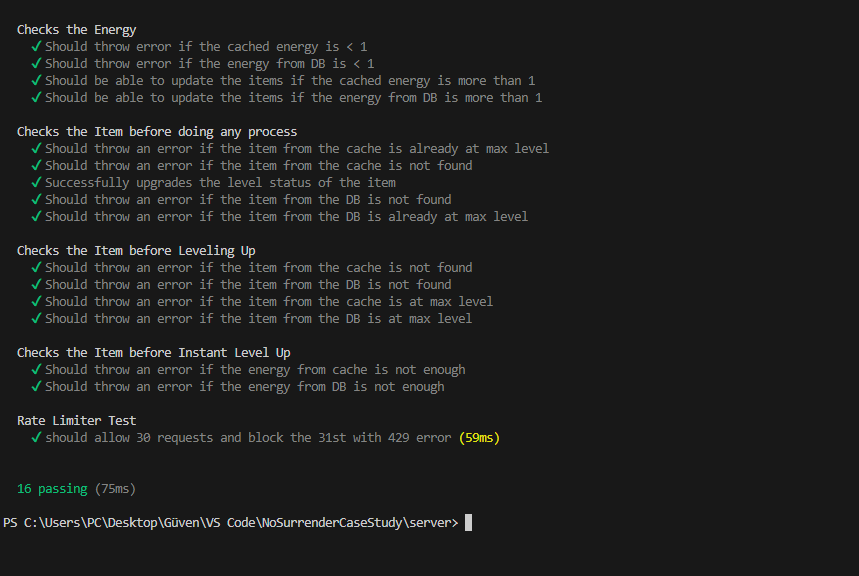 Checks the Energy
✓ Should throw error if the cached energy is < 1
✓ Should throw error if the energy from DB is < 1
✓ Should be able to update the items if the cached energy is more than 1
✓ Should be able to update the items if the energy from DB is more than 1
Checks the Item before doing any process
✓ Should throw an error if the item from the cache is already at max level
✓ Should throw an error if the item from the cache is not found
✓ Successfully upgrades the level status of the item
✓ Should throw an error if the item from the DB is not found
✓ Should throw an error if the item from the DB is already at max level
Checks the Item before Leveling Up
✓ Should throw an error if the item from the cache is not found
✓ Should throw an error if the item from the DB is not found
✓ Should throw an error if the item from the cache is at max level
✓ Should throw an error if the item from the DB is at max level
Checks the Item before Instant Level Up
✓ Should throw an error if the energy from cache is not enough
✓ Should throw an error if the energy from DB is not enough
Rate Limiter Test
✓ should allow 30 requests and block the 31st with 429 error (59ms)
16 passing (75ms)
PS C:\Users\PC\Desktop\Güven\VS Code\NoSurrenderCaseStudy\server>